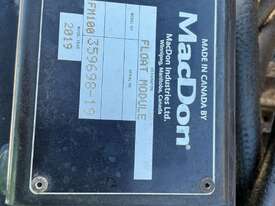 MADE IN CANADA BY
MacDon
MacDon Industries Ltd.
Winnipeg, Manitoba, Canada
DESCRIPTION
FLOAT MODULE
MODEL NO.
SERIAL NO.
FM100 359698-19
MODEL YEAR
2019